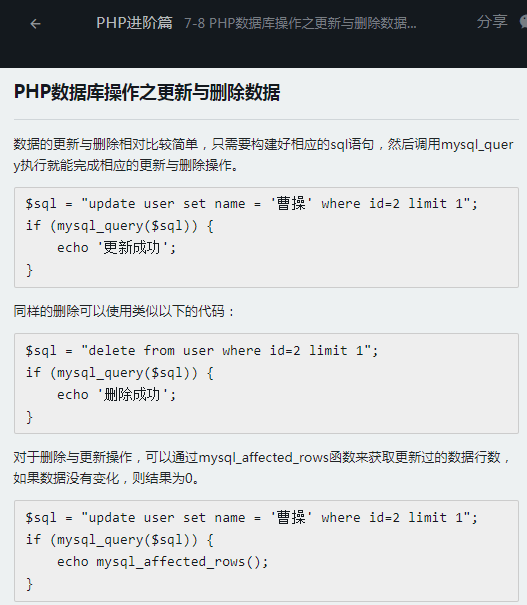 PHP进阶篇 7-8 PHP数据库操作之更新与删除数据... 分享
PHP数据库操作之更新与删除数据
数据的更新与删除相对比较简单，只需要构建好相应的sql语句，然后调用mysql_quer
y执行就能完成相应的更新与删除操作。
$sql = "update user set name = '曹操' where id=2 limit 1";
if (mysql_query($sql)) {
    echo '更新成功';
}
同样的删除可以使用类似以下的代码：
$sql = "delete from user where id=2 limit 1";
if (mysql_query($sql)) {
    echo '删除成功';
}
对于删除与更新操作，可以通过mysql_affected_rows函数来获取更新过的数据行数，
如果数据没有变化，则结果为0。
$sql = "update user set name = '曹操' where id=2 limit 1";
if (mysql_query($sql)) {
    echo mysql_affected_rows();
}